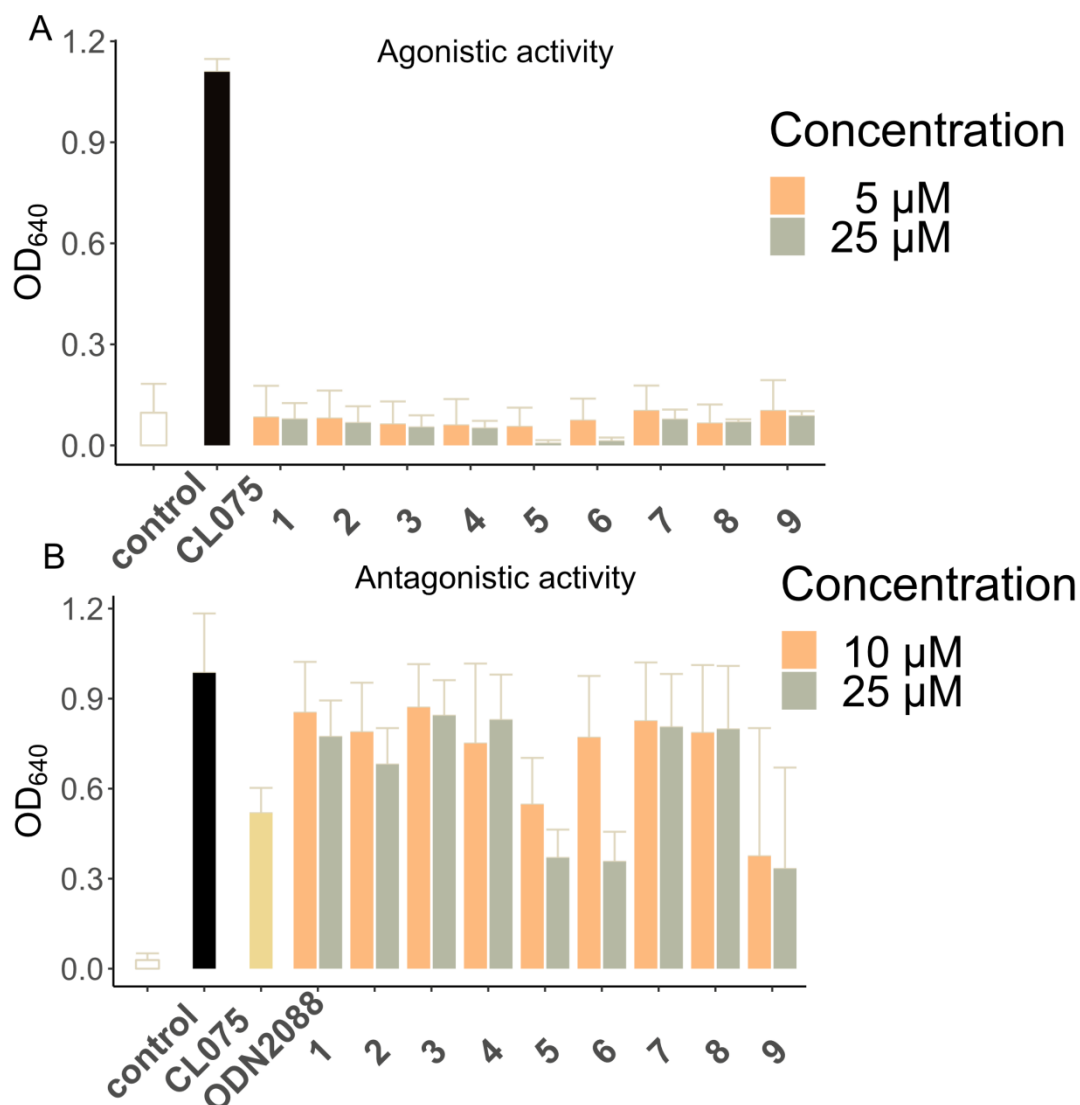 A
Agonistic activity
Concentration
5 µM
25 µM
OD640
1.2
0.9
0.6
0.3
0.0
control
CL075
1
2
3
4
5
6
7
8
9
B
Antagonistic activity
Concentration
10 µM
25 µM
OD640
1.2
0.9
0.6
0.3
0.0
control
CL075
ODN2088
1
2
3
4
5
6
7
8
9